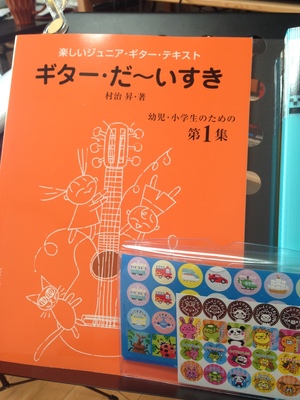 楽しいジュニア・ギター・テキスト
ギター・だ〜いすき
村治 昇・著
幼児・小学生のための
第1集